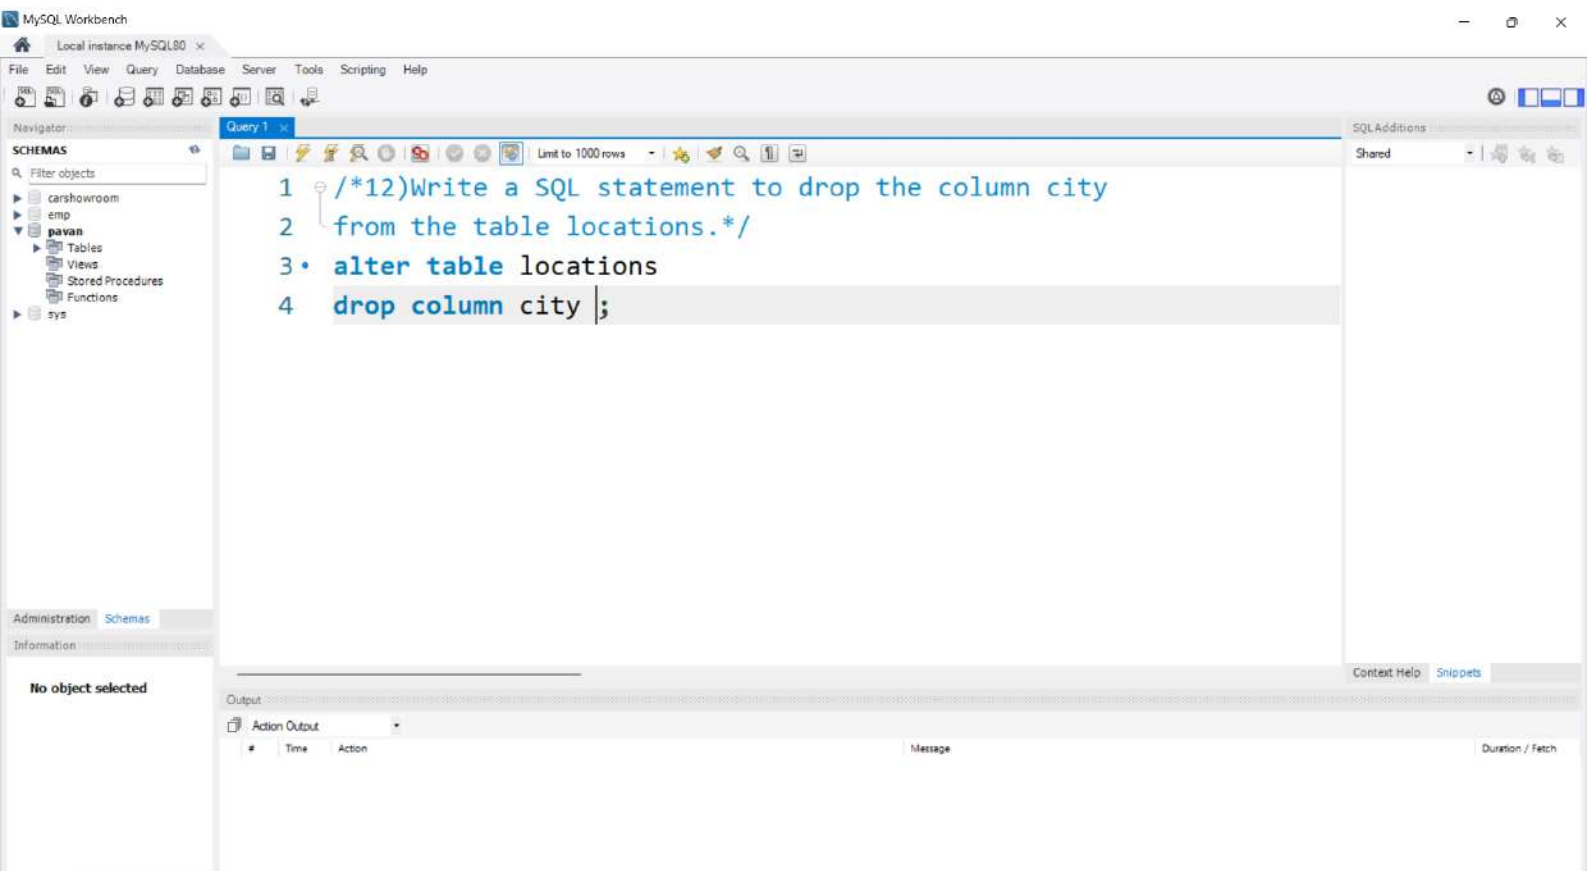 MySQL Workbench
Local instance MySQL80
File Edit View Query Database Server Tools Scripting Help
Navigator
SCHEMAS
Filter objects
carshowroom
emp
pavan
Tables
Views
Stored Procedures
Functions
sys
Administration Schemas
Information
No object selected
Query 1
Limit to 1000 rows
1 /*12)Write a SQL statement to drop the column city
2 from the table locations.*/
3 alter table locations
4 drop column city ;
Output
Action Output
# Time Action Message Duration / Fetch
SQLAdditions
Shared
Context Help Snippets